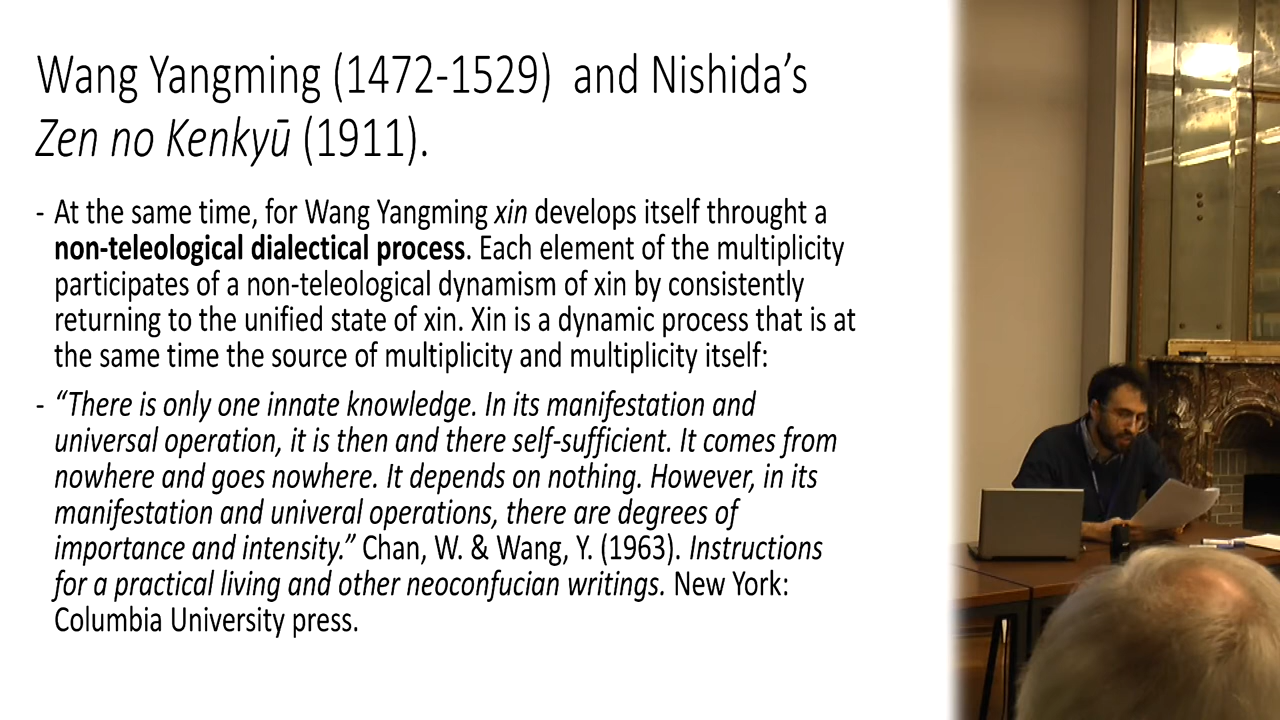 Wang Yangming (1472-1529)  and Nishida’s
Zen no Kenkyū (1911).
- At the same time, for Wang Yangming xin develops itself throught a
non-teleological dialectical process. Each element of the multiplicity
participates of a non-teleological dynamism of xin by consistently
returning to the unified state of xin. Xin is a dynamic process that is at
the same time the source of multiplicity and multiplicity itself:
- “There is only one innate knowledge. In its manifestation and
universal operation, it is then and there self-sufficient. It comes from
nowhere and goes nowhere. It depends on nothing. However, in its
manifestation and univeral operations, there are degrees of
importance and intensity.” Chan, W. & Wang, Y. (1963). Instructions
for a practical living and other neoconfucian writings. New York:
Columbia University press.